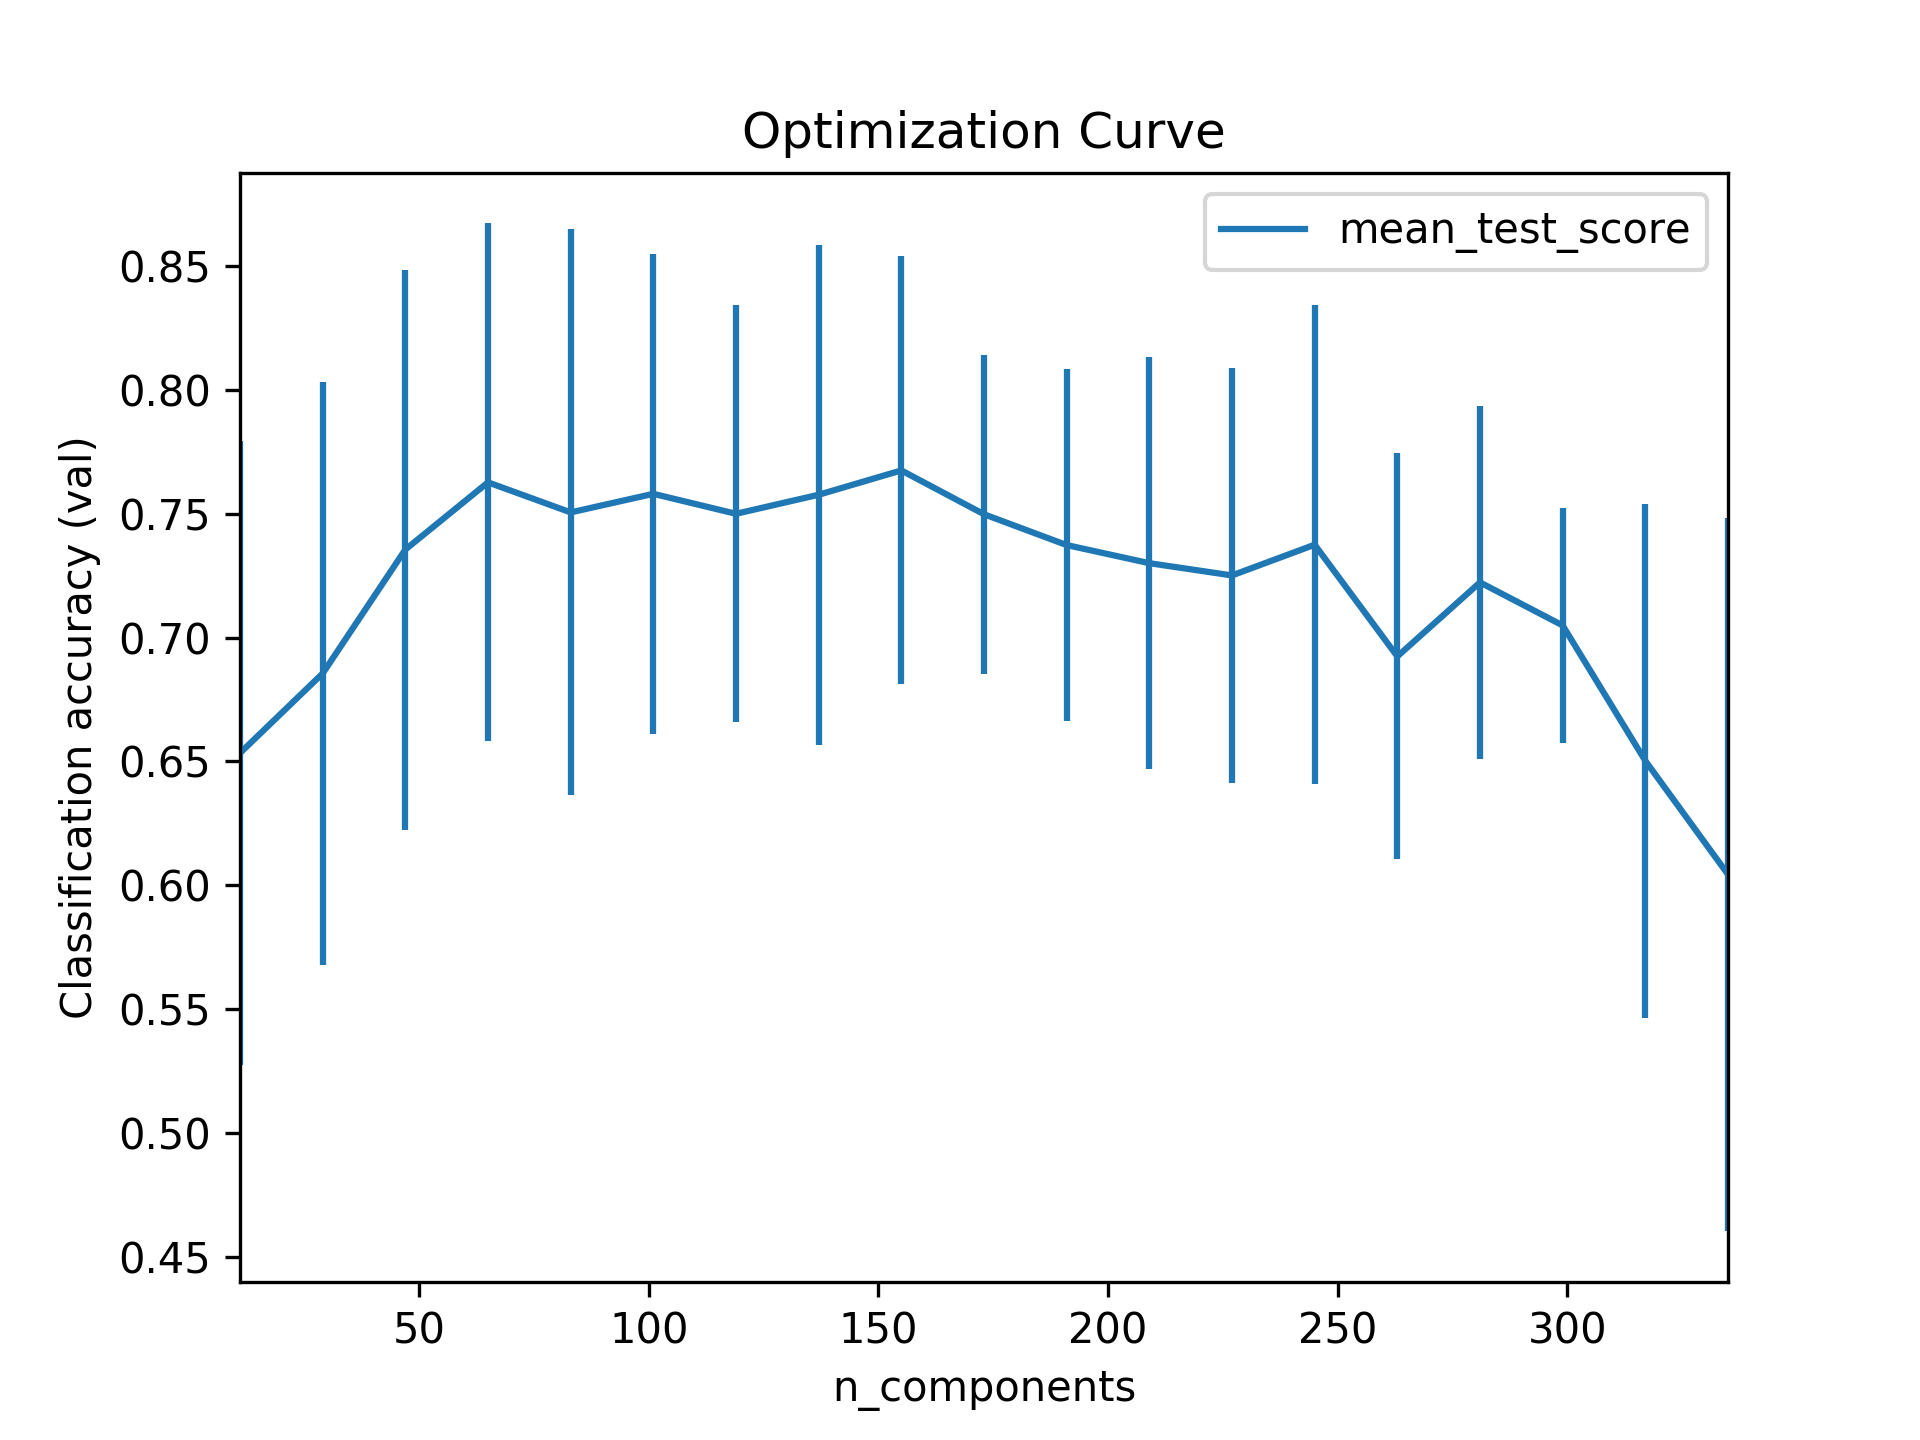 Optimization Curve
mean_test_score
Classification accuracy (val)
0.85
0.80
0.75
0.70
0.65
0.60
0.55
0.50
0.45
50 100 150 200 250 300
n_components